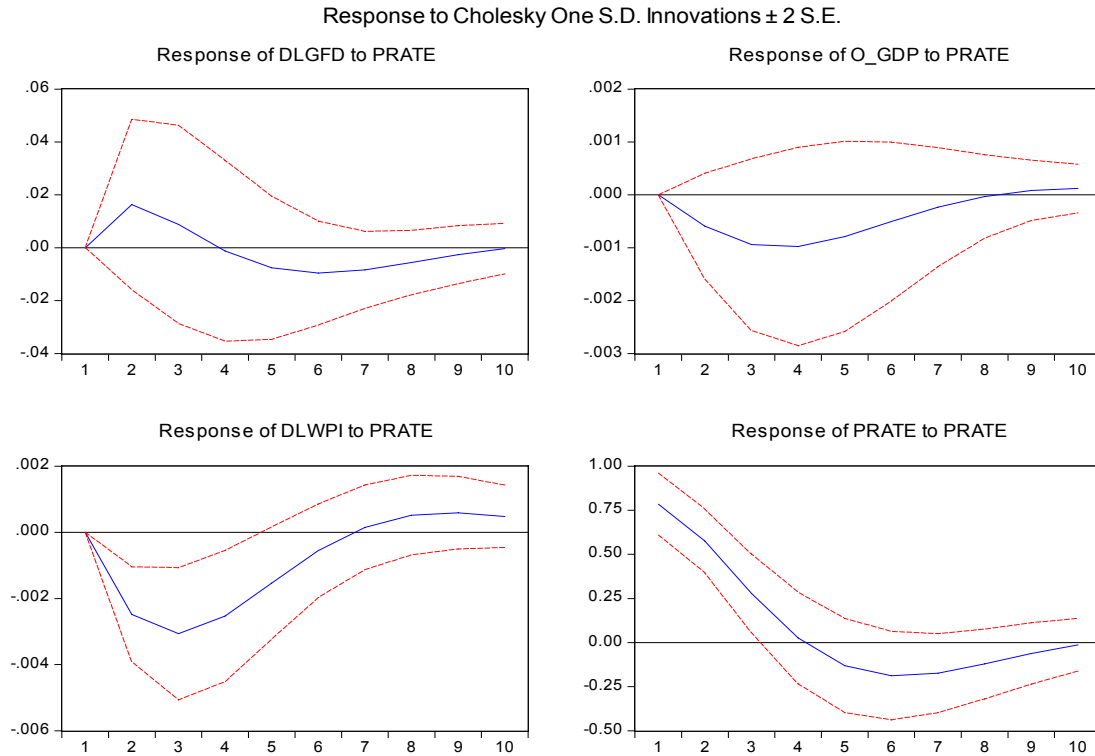 Response to Cholesky One S.D. Innovations ± 2 S.E.
Response of DLGFD to PRATE
.06
.04
.02
.00
-.02
-.04
1 2 3 4 5 6 7 8 9 10
Response of O_GDP to PRATE
.002
.001
.000
-.001
-.002
-.003
1 2 3 4 5 6 7 8 9 10
Response of DLWPI to PRATE
.002
.000
-.002
-.004
-.006
1 2 3 4 5 6 7 8 9 10
Response of PRATE to PRATE
1.00
0.75
0.50
0.25
0.00
-0.25
-0.50
1 2 3 4 5 6 7 8 9 10